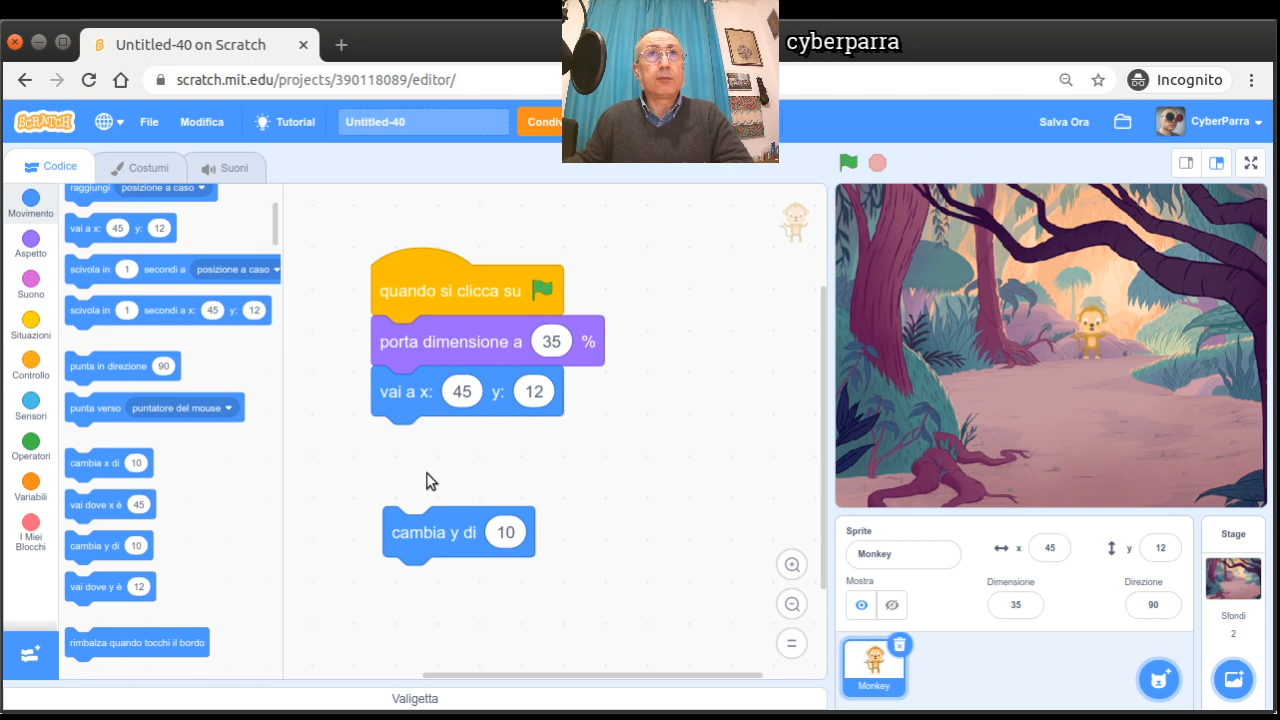 Untitled-40 on Scratch
cyberparra
scratch.mit.edu/projects/390118089/editor/
Incognito
SCRATCH
File
Modifica
Tutorial
Untitled-40
Salva Ora
CyberParra
Codice
Costumi
Suoni
Movimento
Aspetto
Suono
Situazioni
Controllo
Sensori
Operatori
Variabili
I Miei
Blocchi
raggiungi posizione a caso
vai a x: 45 y: 12
scivola in 1 secondi a posizione a caso
scivola in 1 secondi a x: 45 y: 12
punta in direzione 90
punta verso puntatore del mouse
cambia x di 10
vai dove x è 45
cambia y di 10
vai dove y è 12
rimbalza quando tocchi il bordo
quando si clicca su
porta dimensione a 35 %
vai a x: 45 y: 12
cambia y di 10
Valigetta
Sprite
Monkey
x 45
y 12
Mostra
Dimensione
35
Direzione
90
Monkey
Stage
Sfondi
2